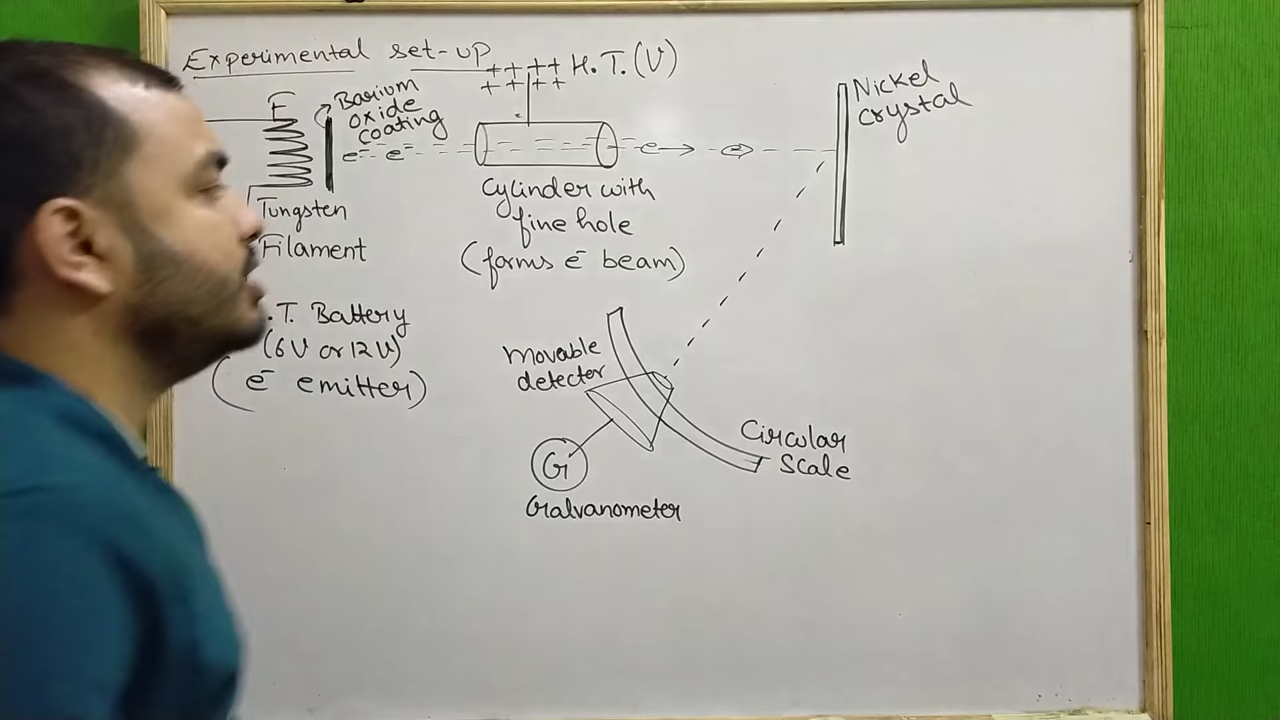 Experimental set-up
++ ++ H.T. (V)
++ ++
F
Barium
oxide
coating
e⁻ e⁻
e →
e
Nickel
crystal
Tungsten
Filament
Cylinder with
fine hole
(forms e⁻ beam)
.T. Battery
(6V or 12V)
(e⁻ emitter)
Movable
detector
G
Galvanometer
Circular
Scale